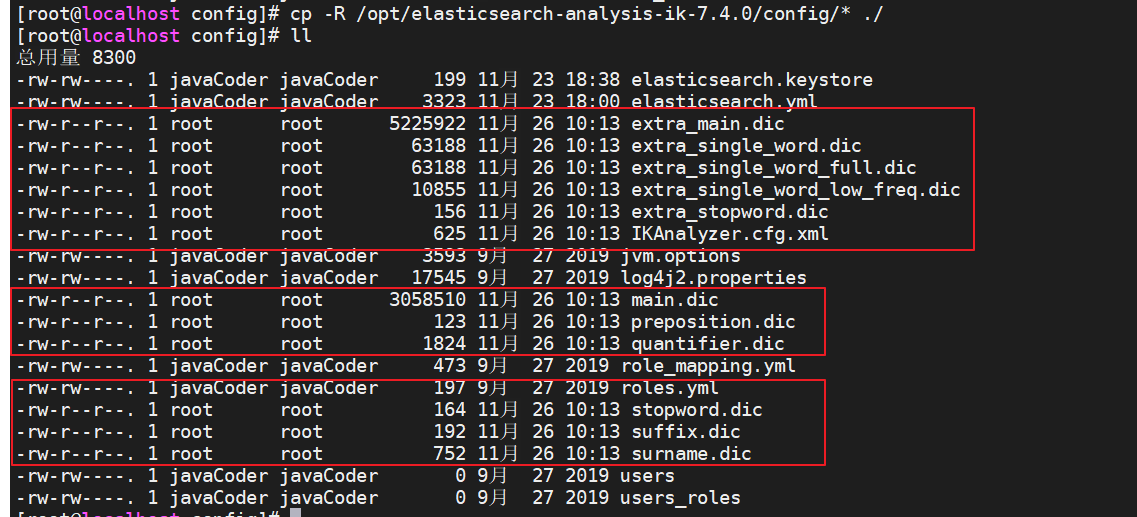 [root@localhost config]# cp -R /opt/elasticsearch-analysis-ik-7.4.0/config/* ./
[root@localhost config]# ll
总用量 8300
-rw-rw----. 1 javaCoder javaCoder     199 11月 23 18:38 elasticsearch.keystore
-rw-rw----. 1 javaCoder javaCoder    3323 11月 23 18:00 elasticsearch.yml
-rw-r--r--. 1 root      root      5225922 11月 26 10:13 extra_main.dic
-rw-r--r--. 1 root      root        63188 11月 26 10:13 extra_single_word.dic
-rw-r--r--. 1 root      root        63188 11月 26 10:13 extra_single_word_full.dic
-rw-r--r--. 1 root      root        10855 11月 26 10:13 extra_single_word_low_freq.dic
-rw-r--r--. 1 root      root          156 11月 26 10:13 extra_stopword.dic
-rw-r--r--. 1 root      root          625 11月 26 10:13 IKAnalyzer.cfg.xml
-rw-rw----. 1 javaCoder javaCoder    3593 9月  27 2019 jvm.options
-rw-rw----. 1 javaCoder javaCoder   17545 9月  27 2019 log4j2.properties
-rw-r--r--. 1 root      root      3058510 11月 26 10:13 main.dic
-rw-r--r--. 1 root      root          123 11月 26 10:13 preposition.dic
-rw-r--r--. 1 root      root         1824 11月 26 10:13 quantifier.dic
-rw-rw----. 1 javaCoder javaCoder     473 9月  27 2019 role_mapping.yml
-rw-rw----. 1 javaCoder javaCoder     197 9月  27 2019 roles.yml
-rw-r--r--. 1 root      root          164 11月 26 10:13 stopword.dic
-rw-r--r--. 1 root      root          192 11月 26 10:13 suffix.dic
-rw-r--r--. 1 root      root          752 11月 26 10:13 surname.dic
-rw-rw----. 1 javaCoder javaCoder       0 9月  27 2019 users
-rw-rw----. 1 javaCoder javaCoder       0 9月  27 2019 users_roles
[root@localhost config]#